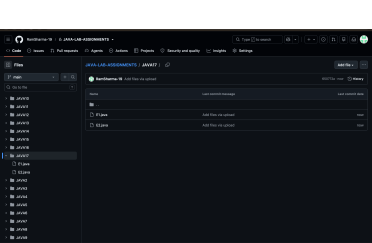 RamSharma-19 / JAVA-LAB-ASSIGNMENTS
Type / to search
Code Issues Pull requests Agents Actions Projects Security and quality Insights Settings
Files
main
Go to file
JAVA10
JAVA11
JAVA12
JAVA13
JAVA14
JAVA15
JAVA16
JAVA17
E1.java
E2.java
JAVA2
JAVA3
JAVA4
JAVA5
JAVA6
JAVA7
JAVA8
JAVA9
JAVA-LAB-ASSIGNMENTS / JAVA17 /
Add file
RamSharma-19 Add files via upload
now History
Name Last commit message Last commit date
..
E1.java Add files via upload now
E2.java Add files via upload now